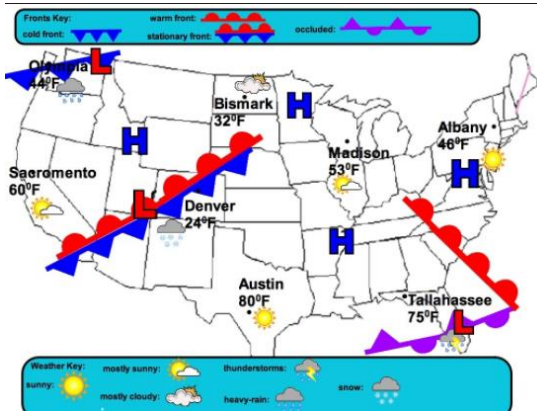 Fronts Key:
cold front:
warm front:
stationary front:
occluded:
L
Olympia
44°F
Bismark
32°F
H
H
Albany
46°F
Madison
53°F
H
Sacromento
60°F
L
Denver
24°F
H
Austin
80°F
Tallahassee
75°F
L
Weather Key:
sunny:
mostly sunny:
mostly cloudy:
thunderstorms:
heavy-rain:
snow: